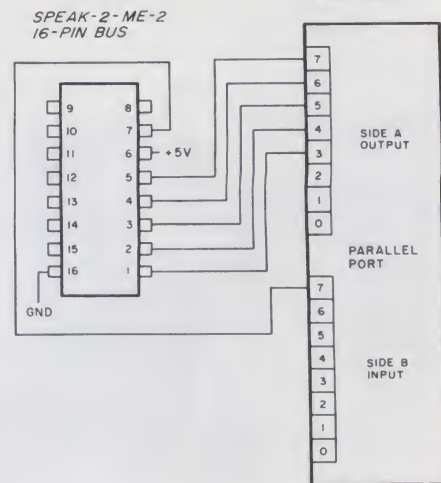 SPEAK-2-ME-2
16-PIN BUS
9 8
10 7
11 6 +5V
12 5
13 4
14 3
15 2
16 1
GND
7
6
5
4
3
2
1
0
SIDE A
OUTPUT
PARALLEL
PORT
7
6
5
4
3
2
1
0
SIDE B
INPUT